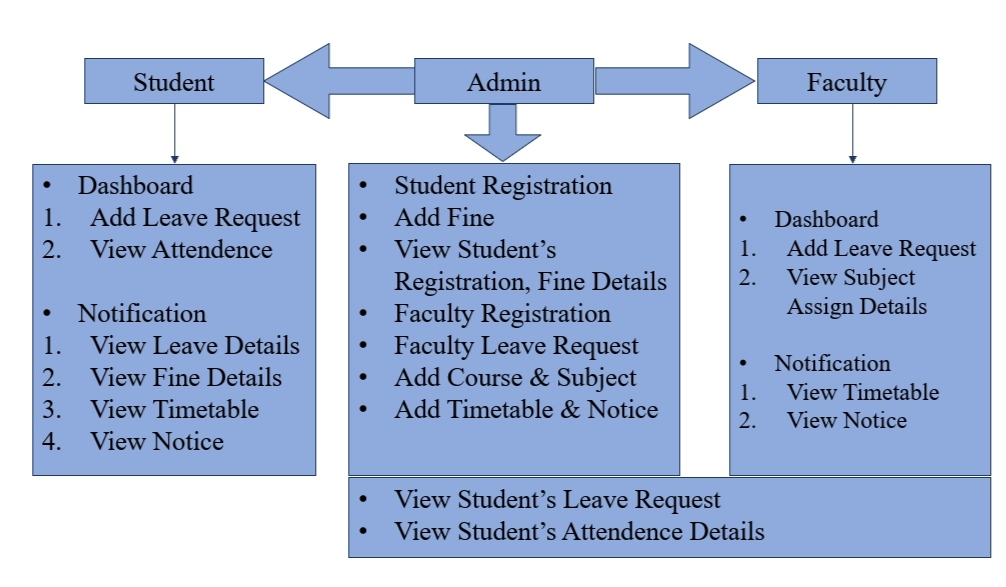 Student
Admin
Faculty
• Dashboard
1. Add Leave Request
2. View Attendence
• Notification
1. View Leave Details
2. View Fine Details
3. View Timetable
4. View Notice
• Student Registration
• Add Fine
• View Student’s
Registration, Fine Details
• Faculty Registration
• Faculty Leave Request
• Add Course & Subject
• Add Timetable & Notice
• Dashboard
1. Add Leave Request
2. View Subject
Assign Details
• Notification
1. View Timetable
2. View Notice
• View Student’s Leave Request
• View Student’s Attendence Details